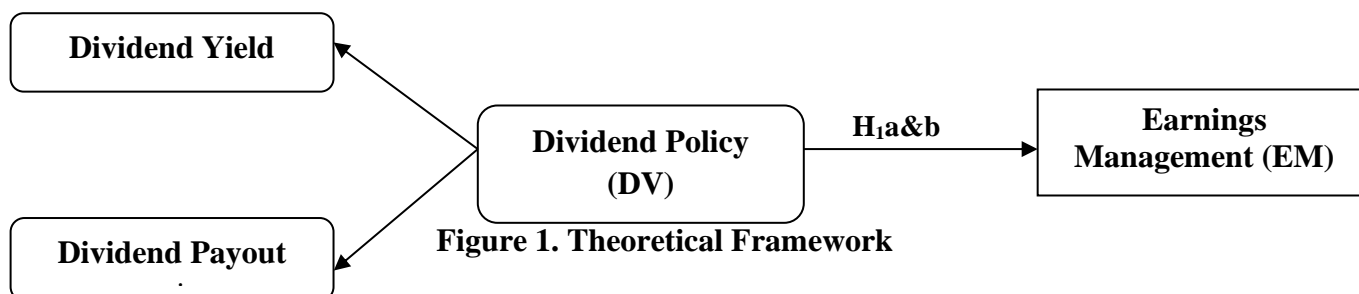 Dividend Yield
Dividend Policy
(DV)
H₁a&b
Earnings
Management (EM)
Dividend Payout
Figure 1. Theoretical Framework